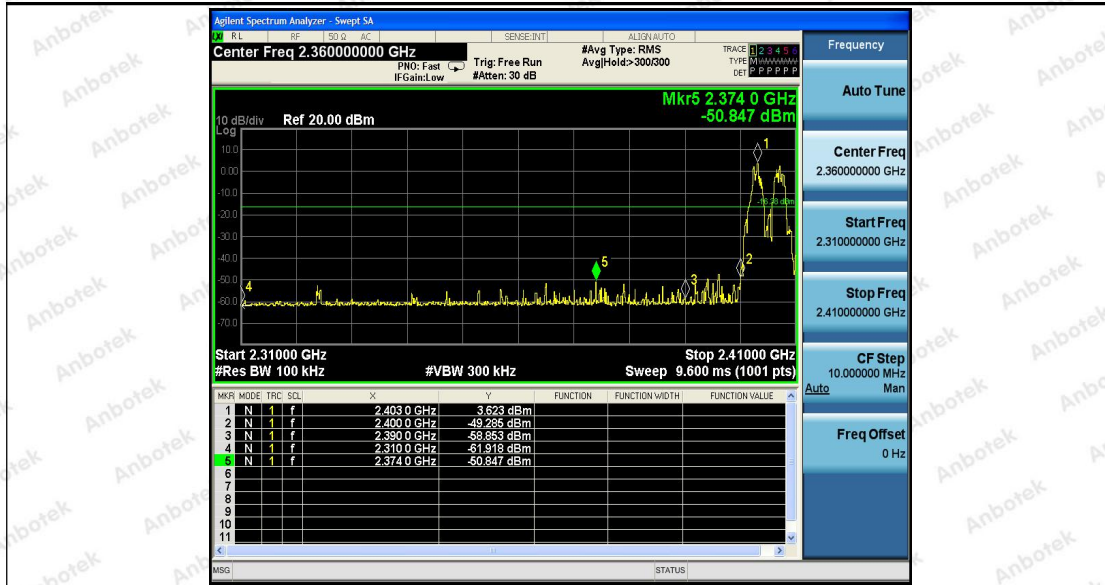 Agilent Spectrum Analyzer - Swept SA
RL RF 50 Ω AC SENSE:INT ALIGNAUTO
Center Freq 2.360000000 GHz
PNO: Fast
IFGain:Low
Trig: Free Run
#Atten: 30 dB
#Avg Type: RMS
Avg|Hold:>300/300
TRACE 1 2 3 4 5 6
TYPE
DET P P P P P P
Mkr5 2.374 0 GHz
-50.847 dBm
10 dB/div Ref 20.00 dBm
Log
10.0
0.00
-10.0
-20.0
-30.0
-40.0
-50.0
-60.0
-70.0
1
2
3
4
5
Start 2.31000 GHz Stop 2.41000 GHz
#Res BW 100 kHz #VBW 300 kHz Sweep 9.600 ms (1001 pts)
MKR MODE TRC SCL X Y FUNCTION FUNCTION WIDTH FUNCTION VALUE
1 N 1 f 2.403 0 GHz 3.623 dBm
2 N 1 f 2.400 0 GHz -49.285 dBm
3 N 1 f 2.390 0 GHz -58.853 dBm
4 N 1 f 2.310 0 GHz -61.918 dBm
5 N 1 f 2.374 0 GHz -50.847 dBm
6
7
8
9
10
11
MSG STATUS
Frequency
Auto Tune
Center Freq
2.360000000 GHz
Start Freq
2.310000000 GHz
Stop Freq
2.410000000 GHz
CF Step
10.000000 MHz
Auto Man
Freq Offset
0 Hz
Anbotek